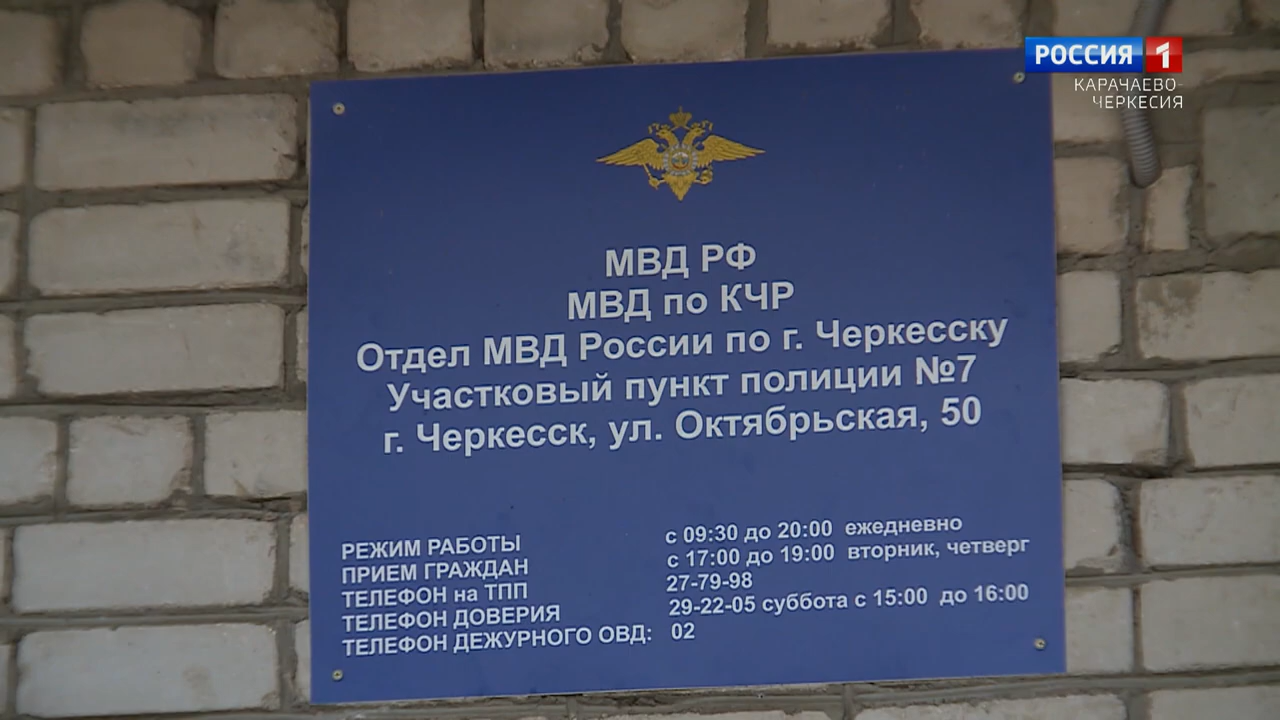 РОССИЯ 1
КАРАЧАЕВО-
ЧЕРКЕСИЯ
МВД РФ
МВД по КЧР
Отдел МВД России по г. Черкесску
Участковый пункт полиции №7
г. Черкесск, ул. Октябрьская, 50
РЕЖИМ РАБОТЫ с 09:30 до 20:00 ежедневно
ПРИЕМ ГРАЖДАН с 17:00 до 19:00 вторник, четверг
ТЕЛЕФОН на ТПП 27-79-98
ТЕЛЕФОН ДОВЕРИЯ 29-22-05 суббота с 15:00 до 16:00
ТЕЛЕФОН ДЕЖУРНОГО ОВД: 02